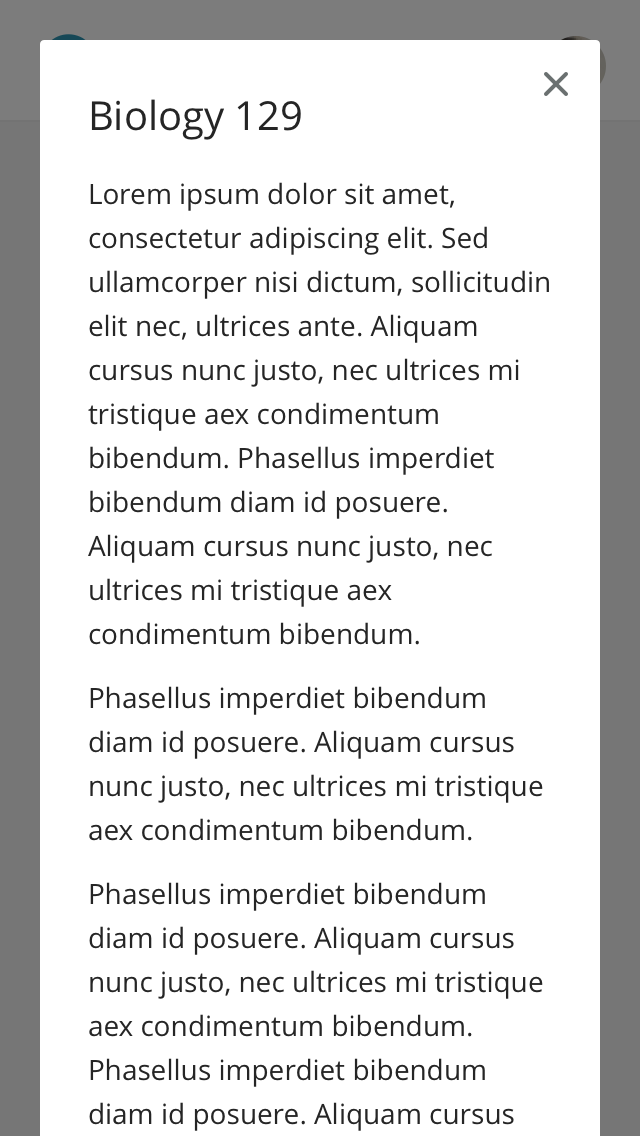 Biology 129
Lorem ipsum dolor sit amet,
consectetur adipiscing elit. Sed
ullamcorper nisi dictum, sollicitudin
elit nec, ultrices ante. Aliquam
cursus nunc justo, nec ultrices mi
tristique aex condimentum
bibendum. Phasellus imperdiet
bibendum diam id posuere.
Aliquam cursus nunc justo, nec
ultrices mi tristique aex
condimentum bibendum.
Phasellus imperdiet bibendum
diam id posuere. Aliquam cursus
nunc justo, nec ultrices mi tristique
aex condimentum bibendum.
Phasellus imperdiet bibendum
diam id posuere. Aliquam cursus
nunc justo, nec ultrices mi tristique
aex condimentum bibendum.
Phasellus imperdiet bibendum
diam id posuere. Aliquam cursus